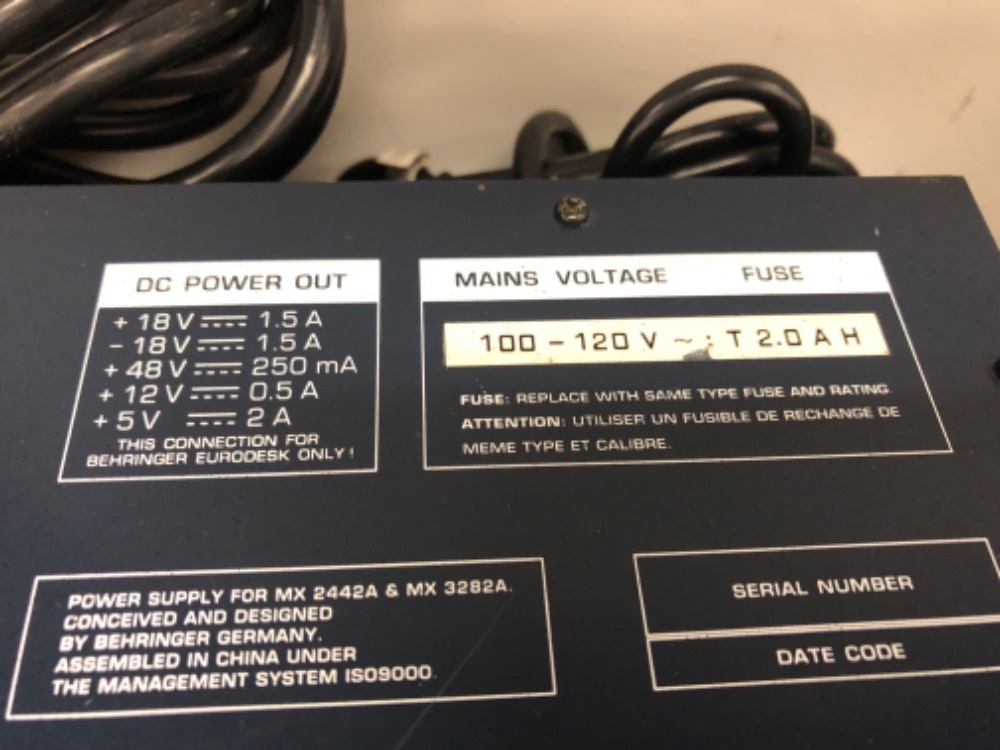 DC POWER OUT
+ 18 V ⎓ 1.5 A
- 18 V ⎓ 1.5 A
+ 48 V ⎓ 250 mA
+ 12 V ⎓ 0.5 A
+ 5 V ⎓ 2 A
THIS CONNECTION FOR
BEHRINGER EURODESK ONLY!
MAINS VOLTAGE FUSE
100 – 120 V ~ : T 2.0 A H
FUSE: REPLACE WITH SAME TYPE FUSE AND RATING.
ATTENTION: UTILISER UN FUSIBLE DE RECHANGE DE
MEME TYPE ET CALIBRE.
POWER SUPPLY FOR MX 2442A & MX 3282A.
CONCEIVED AND DESIGNED
BY BEHRINGER GERMANY.
ASSEMBLED IN CHINA UNDER
THE MANAGEMENT SYSTEM ISO9000.
SERIAL NUMBER
DATE CODE